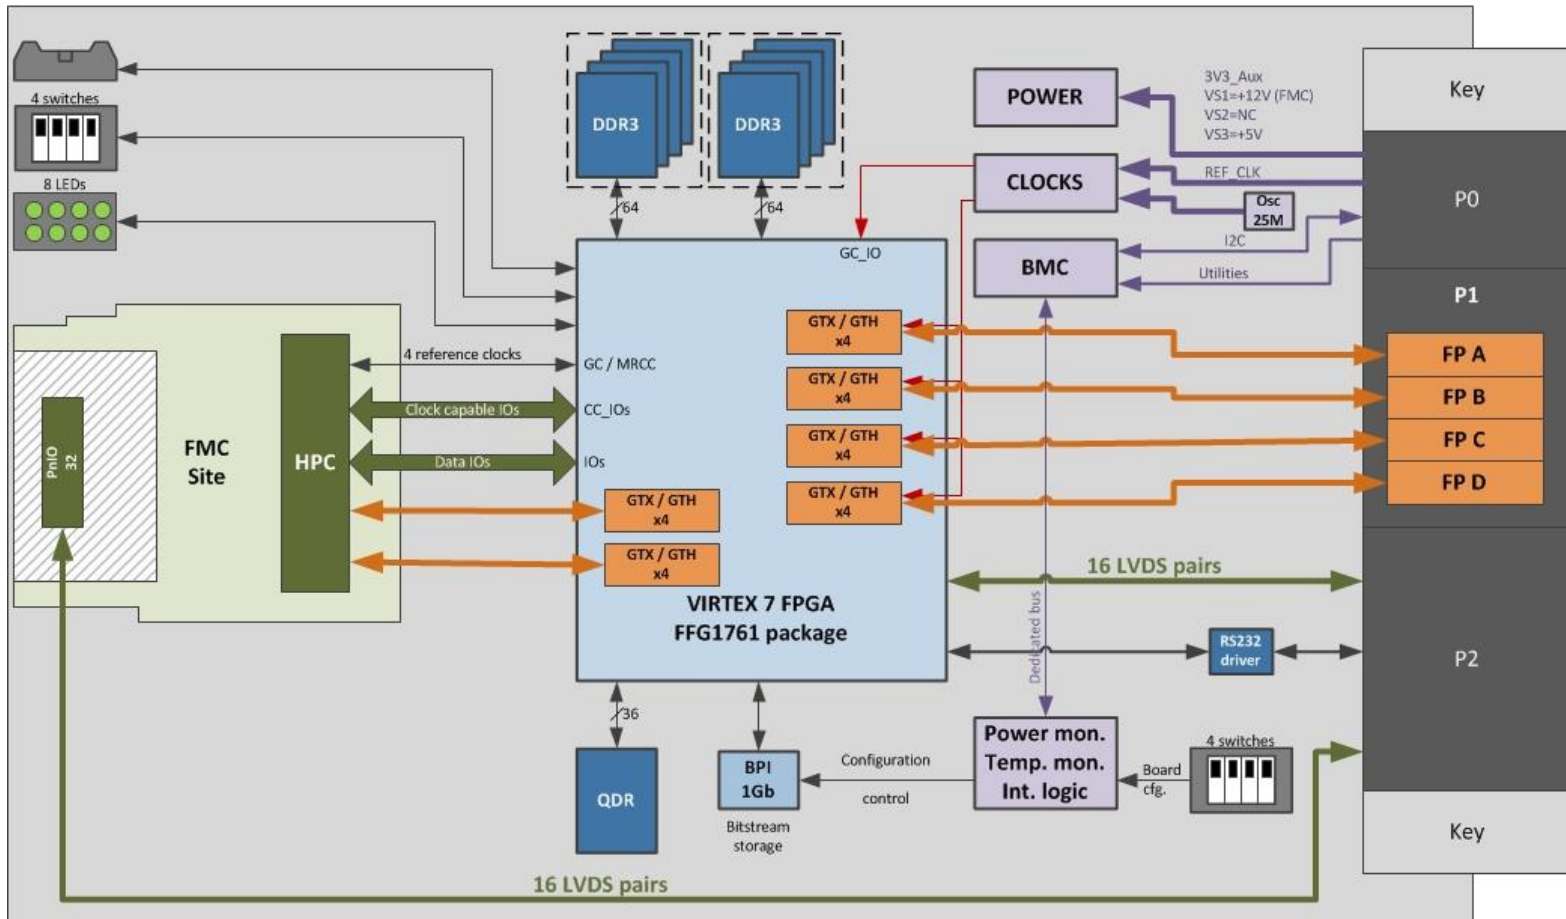 4 switches
8 LEDs
DDR3
DDR3
64
64
POWER
CLOCKS
BMC
3V3_Aux
VS1=+12V (FMC)
VS2=NC
VS3=+5V
REF_CLK
Osc
25M
I2C
Utilities
Key
P0
P1
FP A
FP B
FP C
FP D
P2
Key
GC_IO
GTX / GTH
x4
GTX / GTH
x4
GTX / GTH
x4
GTX / GTH
x4
4 reference clocks
GC / MRCC
Clock capable IOs
CC_IOs
Data IOs
IOs
GTX / GTH
x4
GTX / GTH
x4
PnIO
32
FMC
Site
HPC
VIRTEX 7 FPGA
FFG1761 package
16 LVDS pairs
Dedicated bus
RS232
driver
36
QDR
BPI
1Gb
Bitstream
storage
Configuration
control
Power mon.
Temp. mon.
Int. logic
Board
cfg.
4 switches
16 LVDS pairs